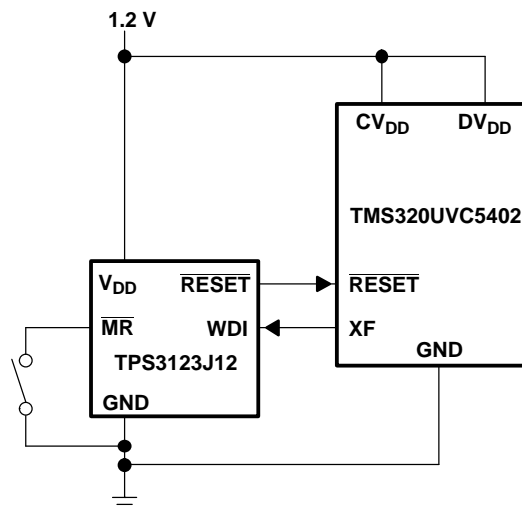 1.2 V
CVDD DVDD
TMS320UVC5402
VDD RESET RESET
MR WDI XF
TPS3123J12
GND
GND